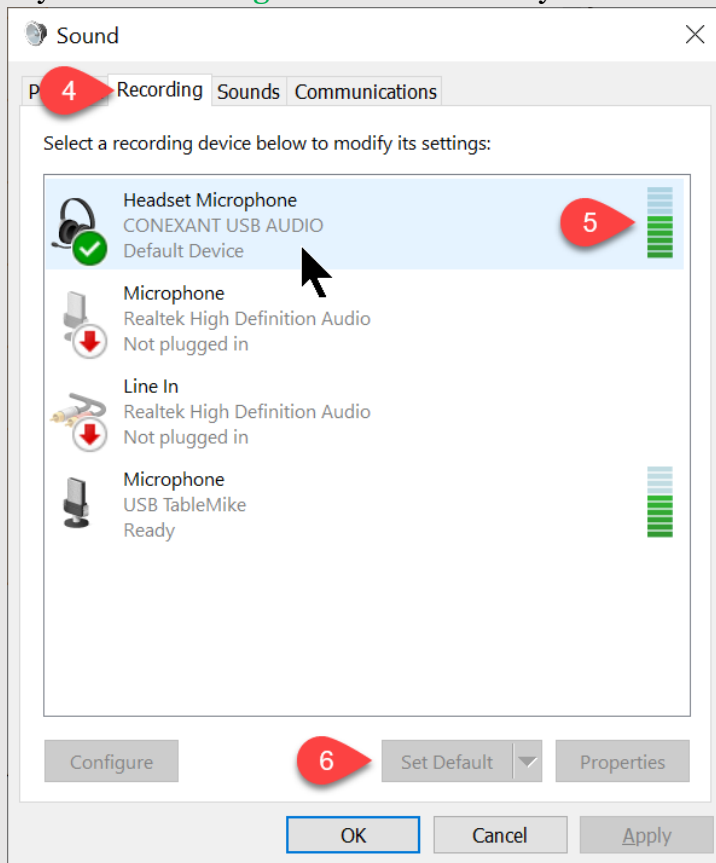 Sound
4
Recording Sounds Communications
Select a recording device below to modify its settings:
Headset Microphone
CONEXANT USB AUDIO
Default Device
5
Microphone
Realtek High Definition Audio
Not plugged in
Line In
Realtek High Definition Audio
Not plugged in
Microphone
USB TableMike
Ready
Configure
6
Set Default
Properties
OK
Cancel
Apply